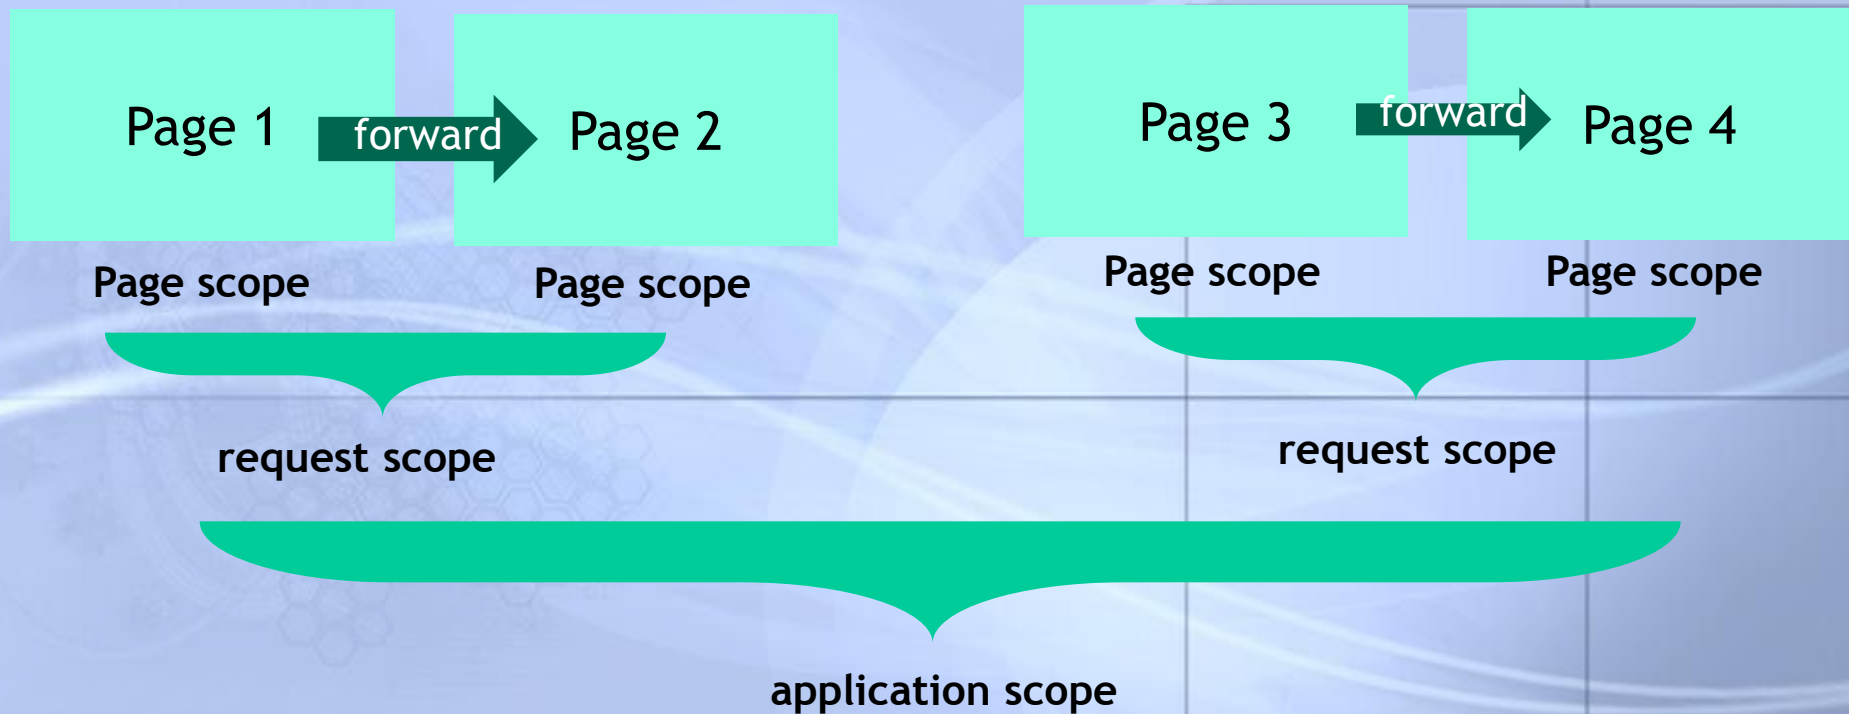 Page 1
forward
Page 2
Page 3
forward
Page 4
Page scope
Page scope
Page scope
Page scope
request scope
request scope
application scope